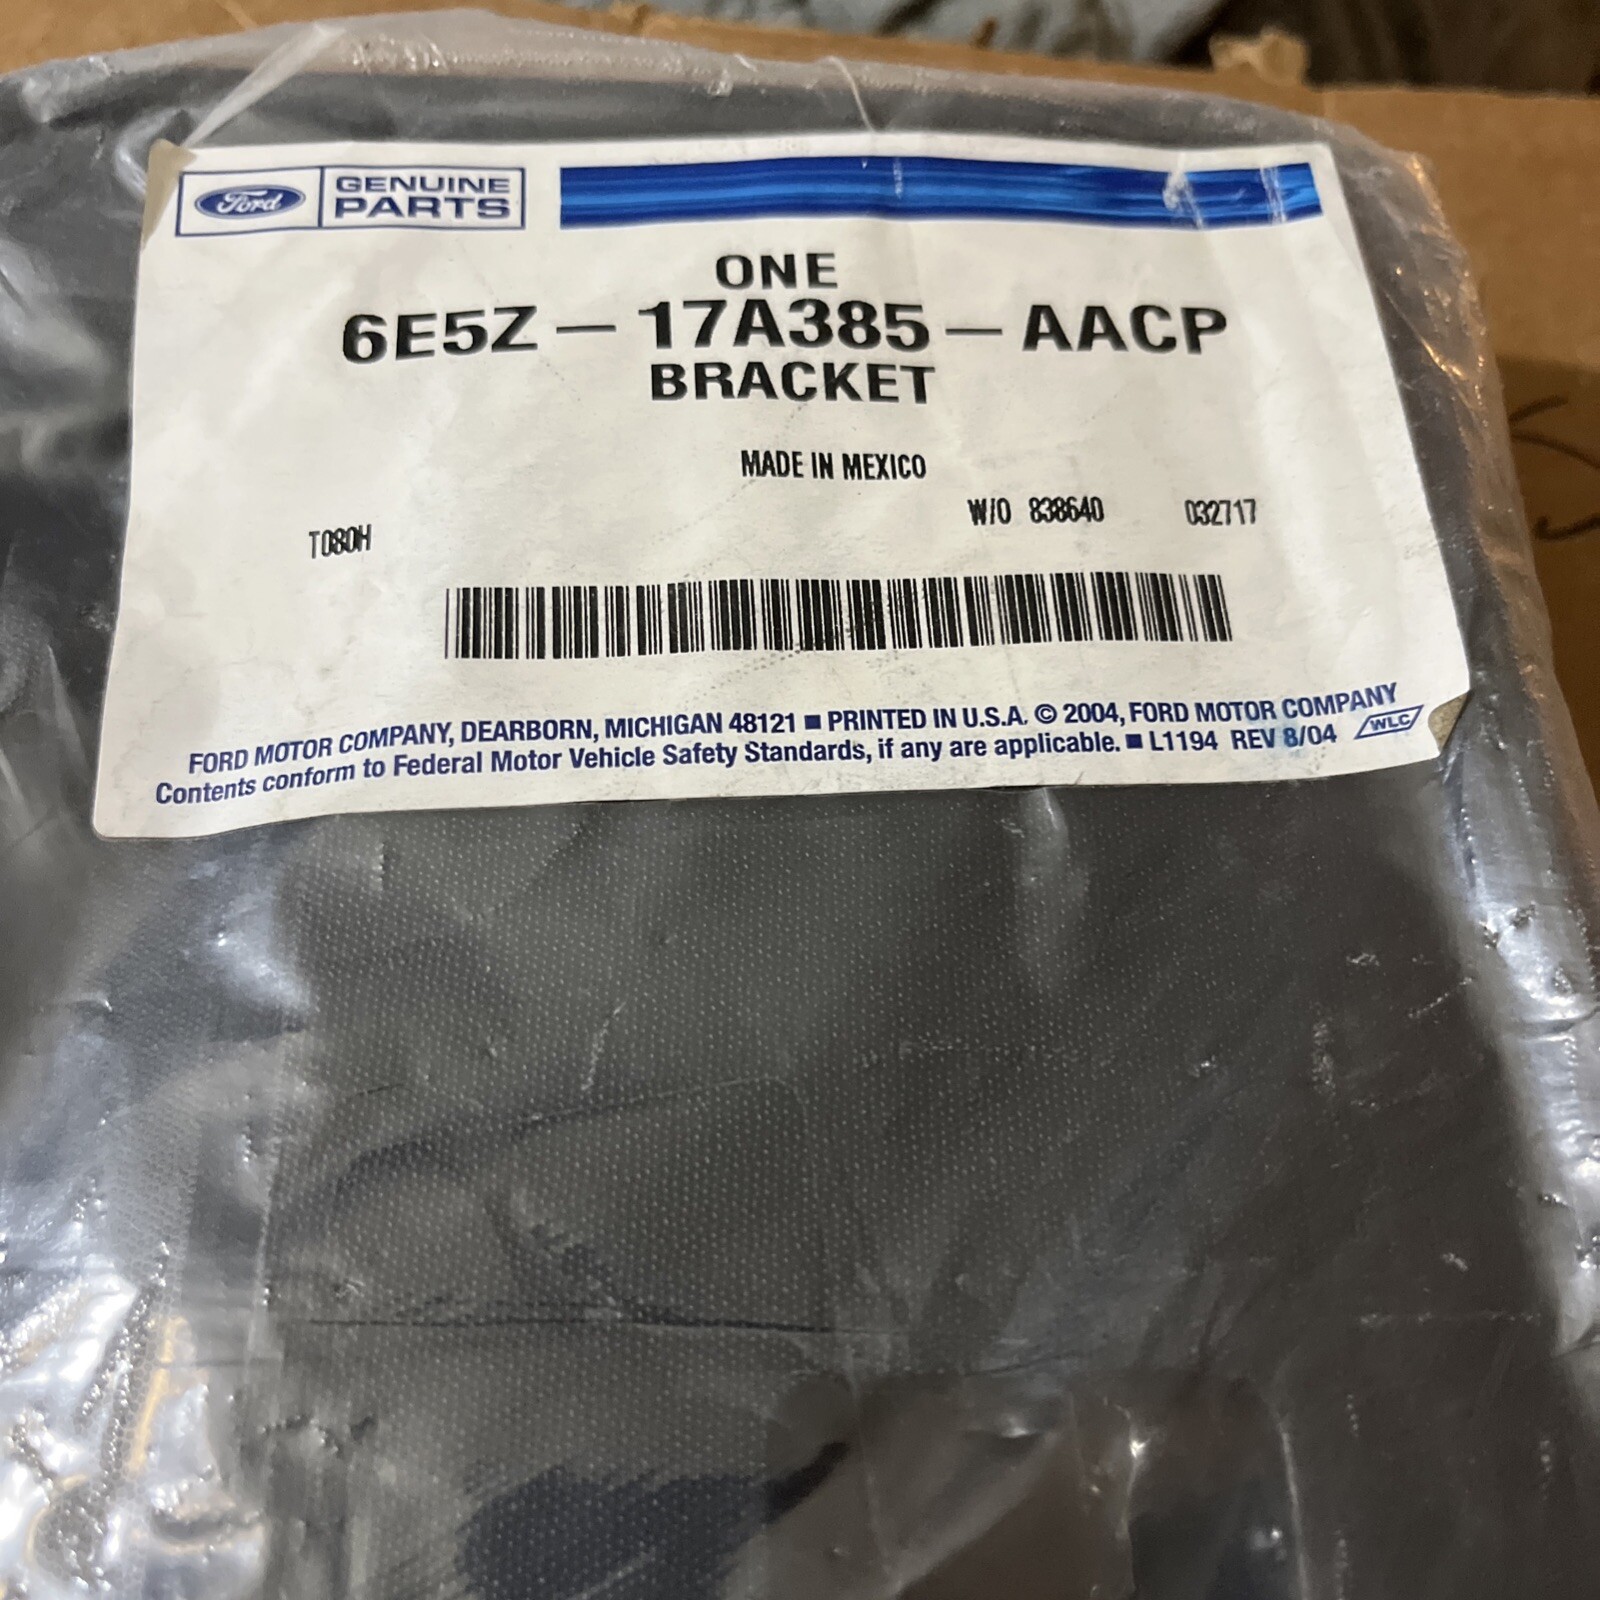 Ford GENUINE PARTS
ONE
6E5Z – 17A385 – AACP
BRACKET
MADE IN MEXICO
W/O 838640 032717
T080H
FORD MOTOR COMPANY, DEARBORN, MICHIGAN 48121 ■ PRINTED IN U.S.A. © 2004, FORD MOTOR COMPANY
Contents conform to Federal Motor Vehicle Safety Standards, if any are applicable. ■ L1194 REV 8/04 WLC